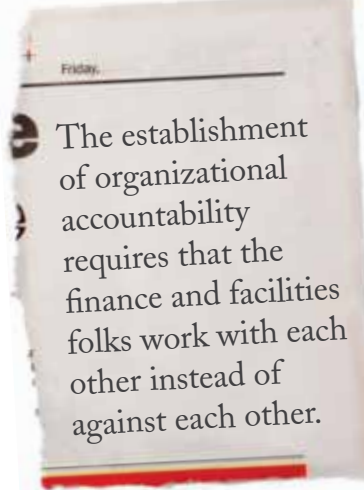 Friday,
The establishment
of organizational
accountability
requires that the
finance and facilities
folks work with each
other instead of
against each other.